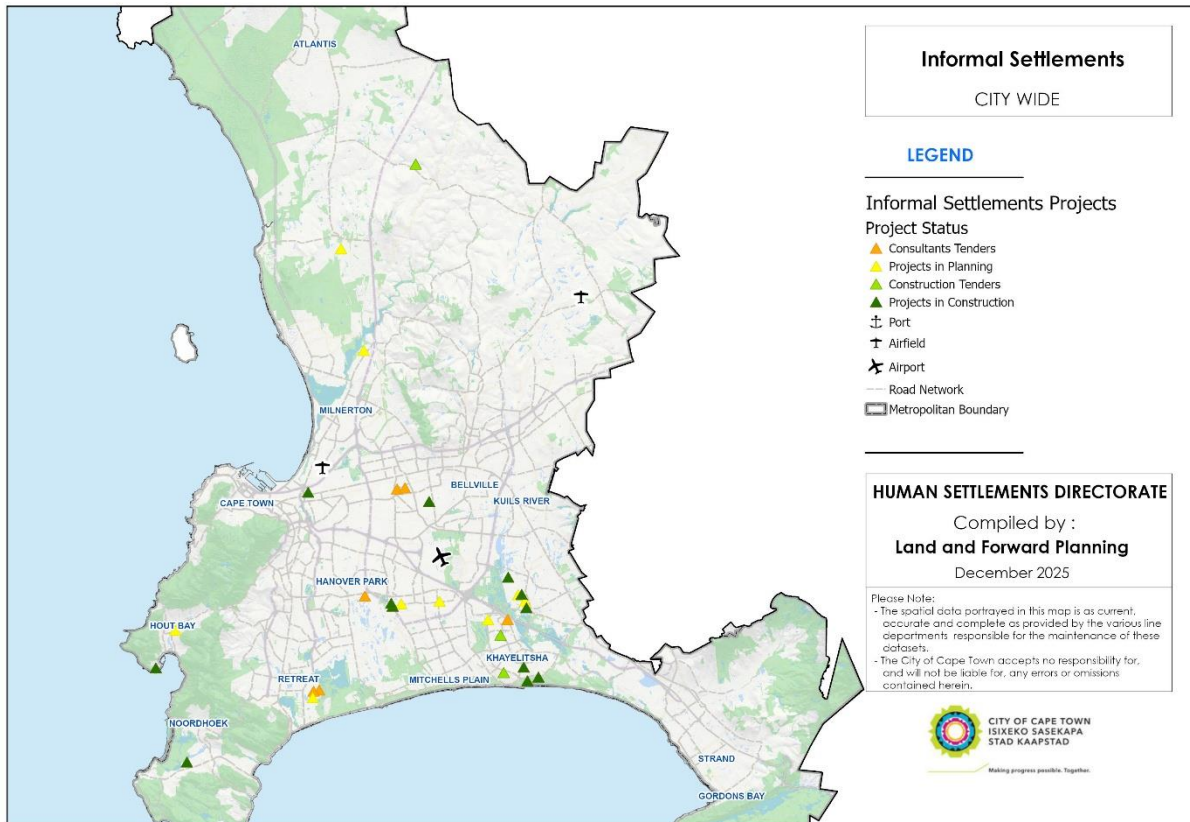 ATLANTIS
MILNERTON
CAPE TOWN
BELLVILLE
KUILS RIVER
HANOVER PARK
HOUT BAY
KHAYELITSHA
RETREAT
MITCHELLS PLAIN
NOORDHOEK
STRAND
GORDONS BAY
Informal Settlements
CITY WIDE
LEGEND
Informal Settlements Projects
Project Status
Consultants Tenders
Projects in Planning
Construction Tenders
Projects in Construction
Port
Airfield
Airport
Road Network
Metropolitan Boundary
HUMAN SETTLEMENTS DIRECTORATE
Compiled by :
Land and Forward Planning
December 2025
Please Note:
- The spatial data portrayed in this map is as current,
accurate and complete as provided by the various line
departments responsible for the maintenance of these
datasets.
- The City of Cape Town accepts no responsibility for,
and will not be liable for, any errors or omissions
contained herein.
CITY OF CAPE TOWN
ISIXEKO SASEKAPA
STAD KAAPSTAD
Making progress possible. Together.